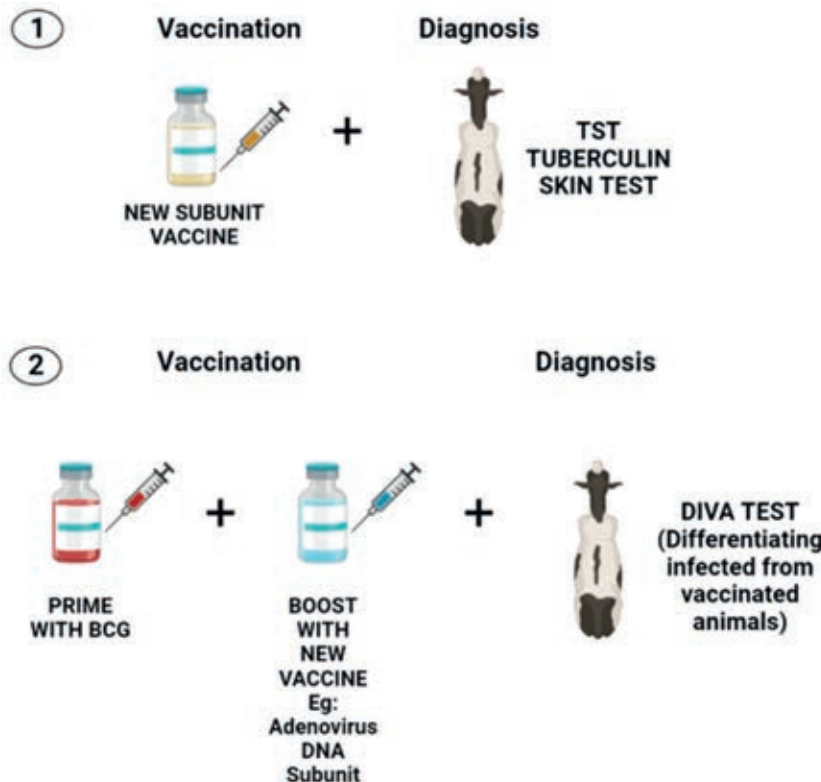 1
Vaccination
Diagnosis
NEW SUBUNIT
VACCINE
+
TST
TUBERCULIN
SKIN TEST
2
Vaccination
Diagnosis
PRIME
WITH BCG
+
BOOST
WITH
NEW
VACCINE
Eg:
Adenovirus
DNA
Subunit
+
DIVA TEST
(Differentiating
infected from
vaccinated
animals)